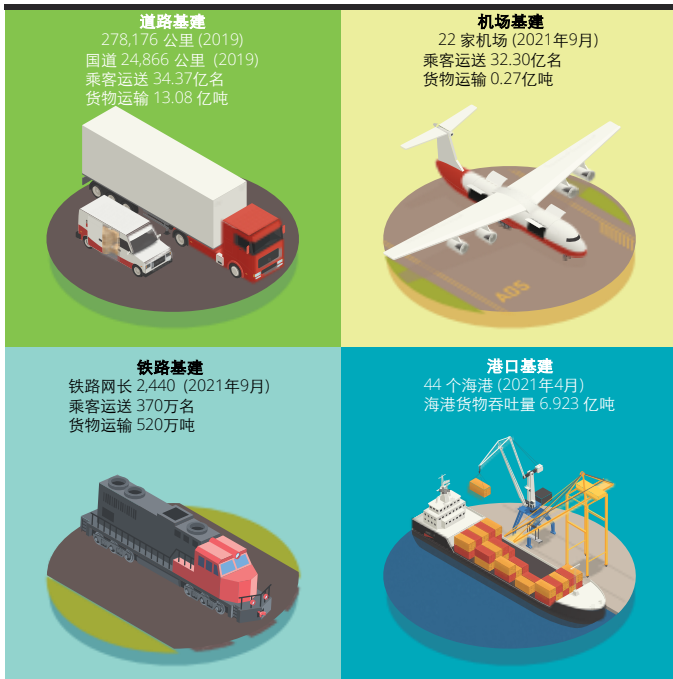 道路基建
278,176 公里 (2019)
国道 24,866 公里 (2019)
乘客运送 34.37亿名
货物运输 13.08 亿吨
机场基建
22 家机场 (2021年9月)
乘客运送 32.30亿名
货物运输 0.27亿吨
AG5
铁路基建
铁路网长 2,440 (2021年9月)
乘客运送 370万名
货物运输 520万吨
港口基建
44 个海港 (2021年4月)
海港货物吞吐量 6.923 亿吨